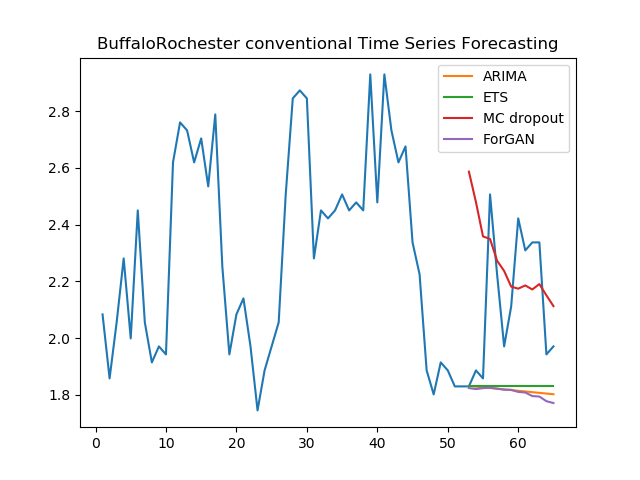 BuffaloRochester conventional Time Series Forecasting
ARIMA
ETS
MC dropout
ForGAN
2.8
2.6
2.4
2.2
2.0
1.8
0 10 20 30 40 50 60